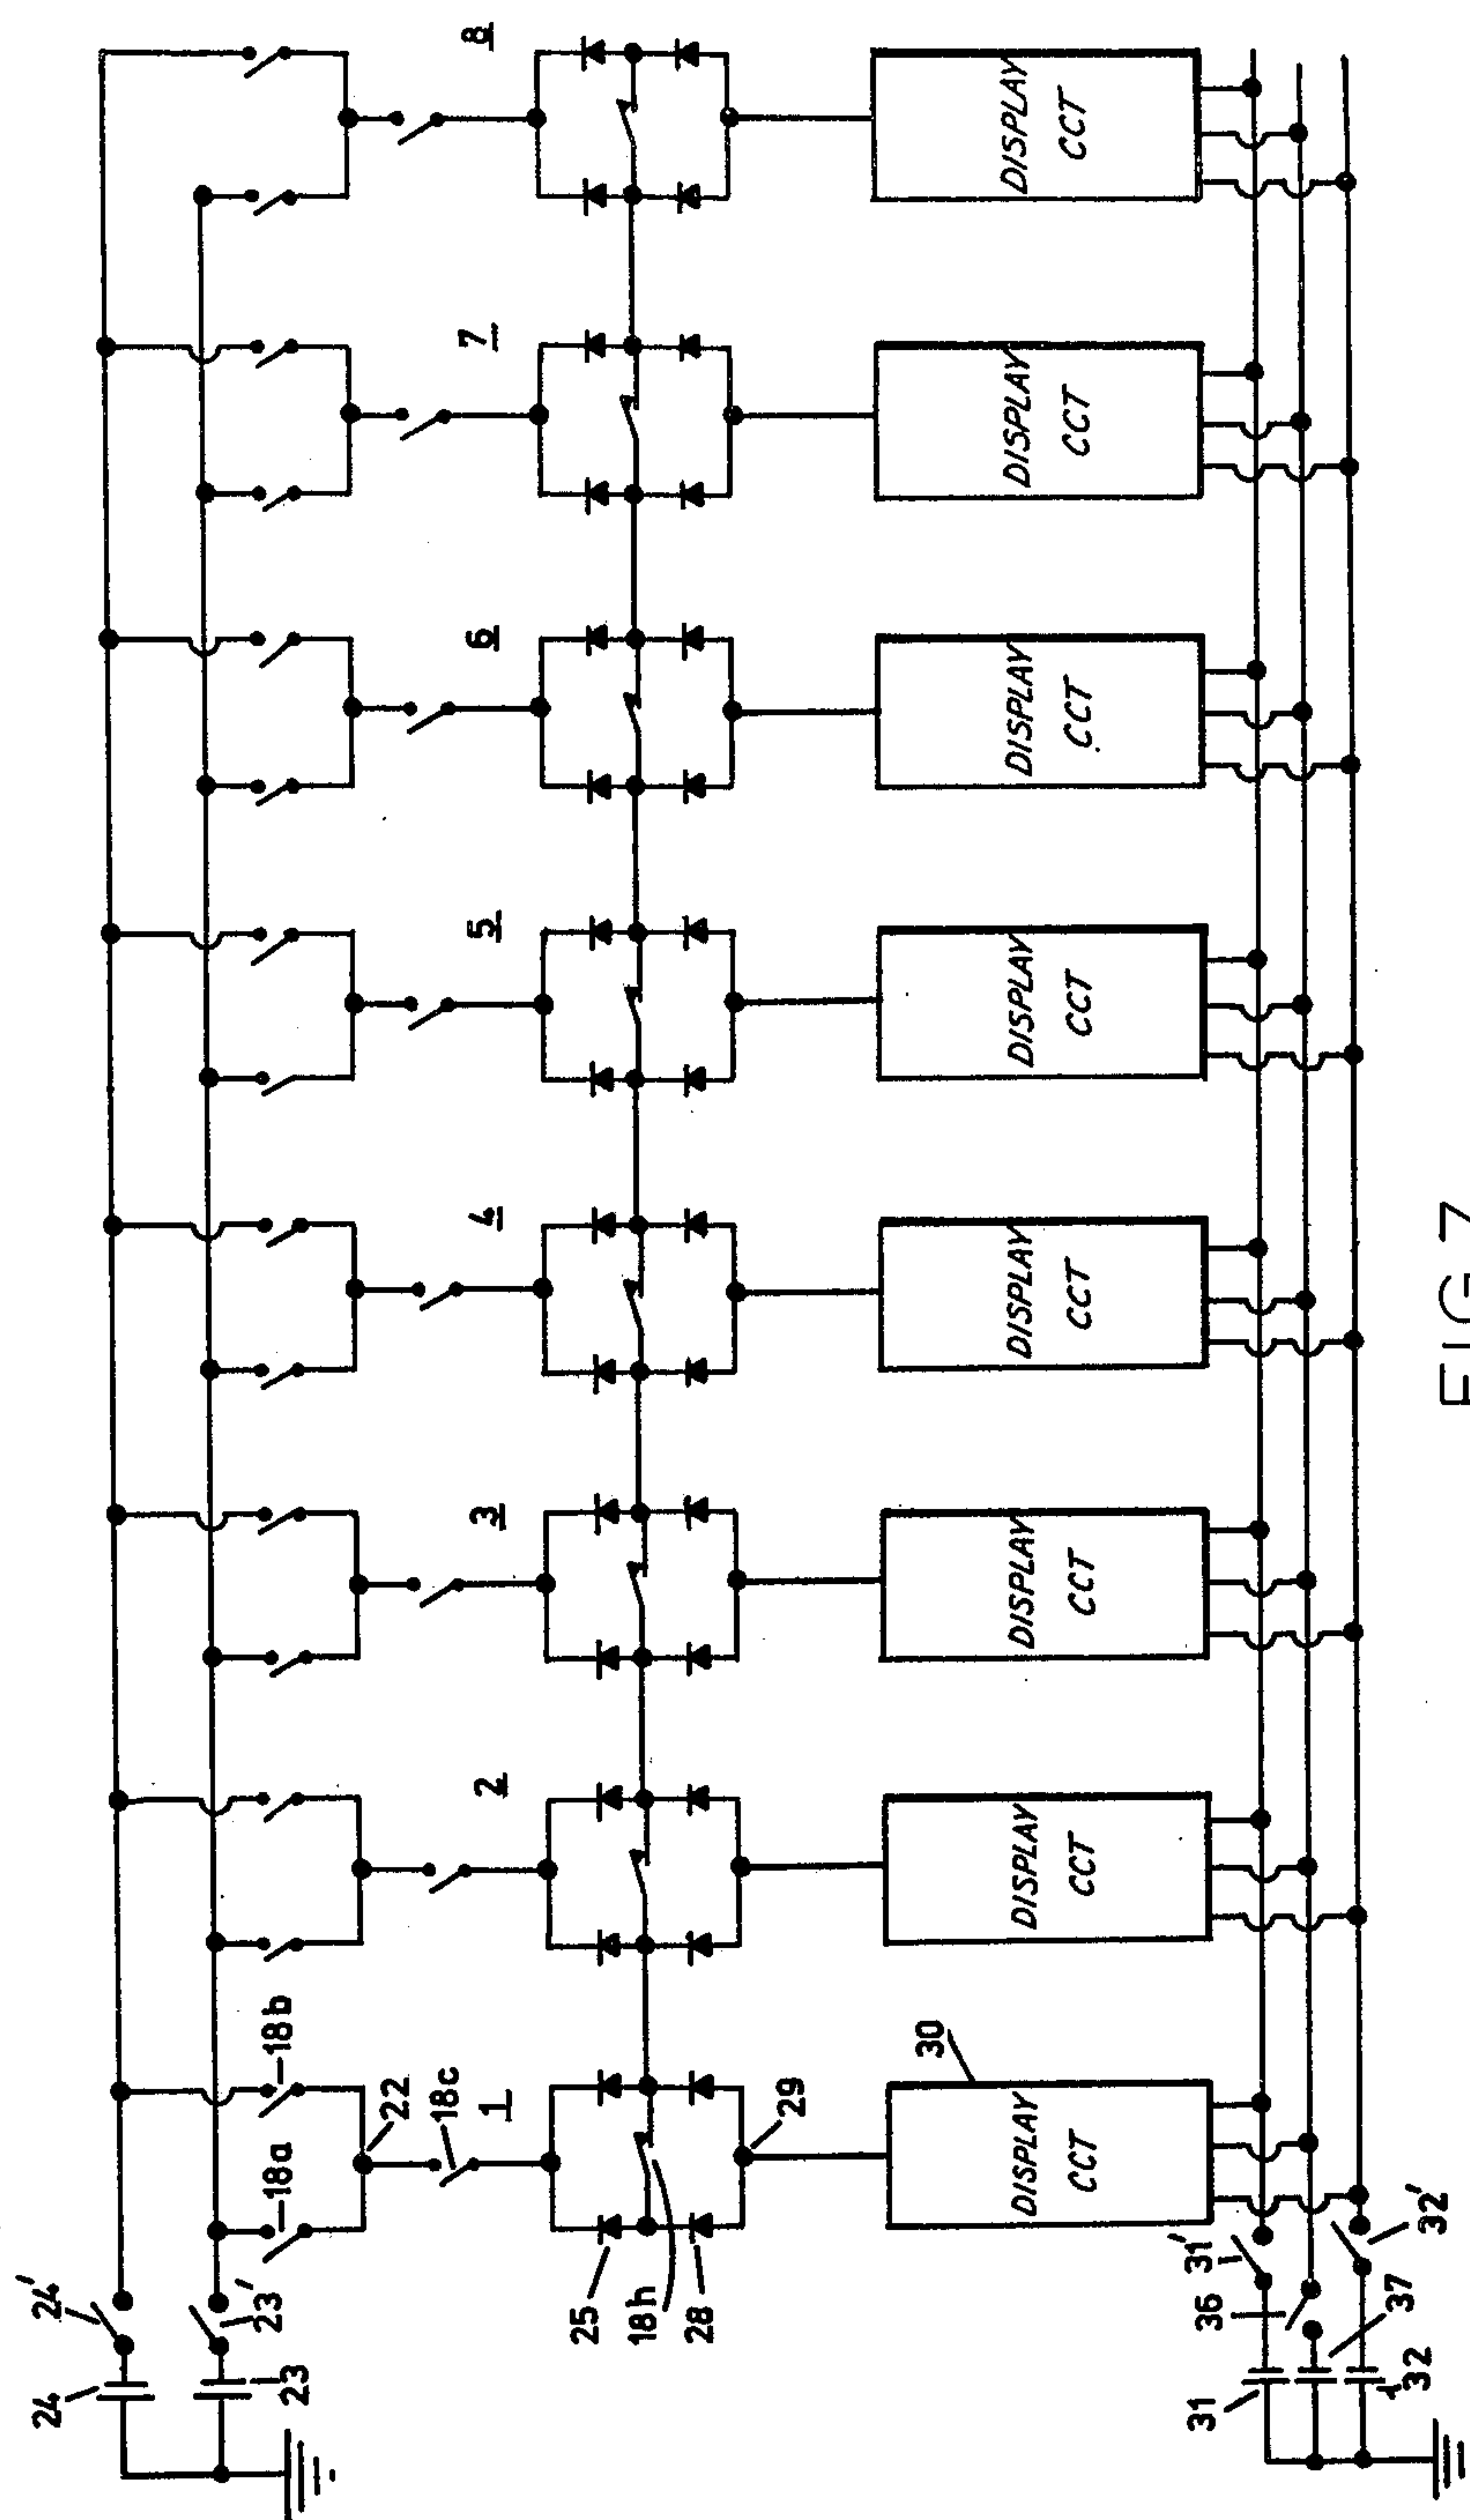 24 24'
23 23'
18a 18b
22
18c
1 2 3 4 5 6 7 8
25
18h
28
29
30
DISPLAY DISPLAY DISPLAY DISPLAY DISPLAY DISPLAY DISPLAY DISPLAY
CCT CCT CCT CCT CCT CCT CCT CCT
31 35 31'
32 37 32'
FIG 7